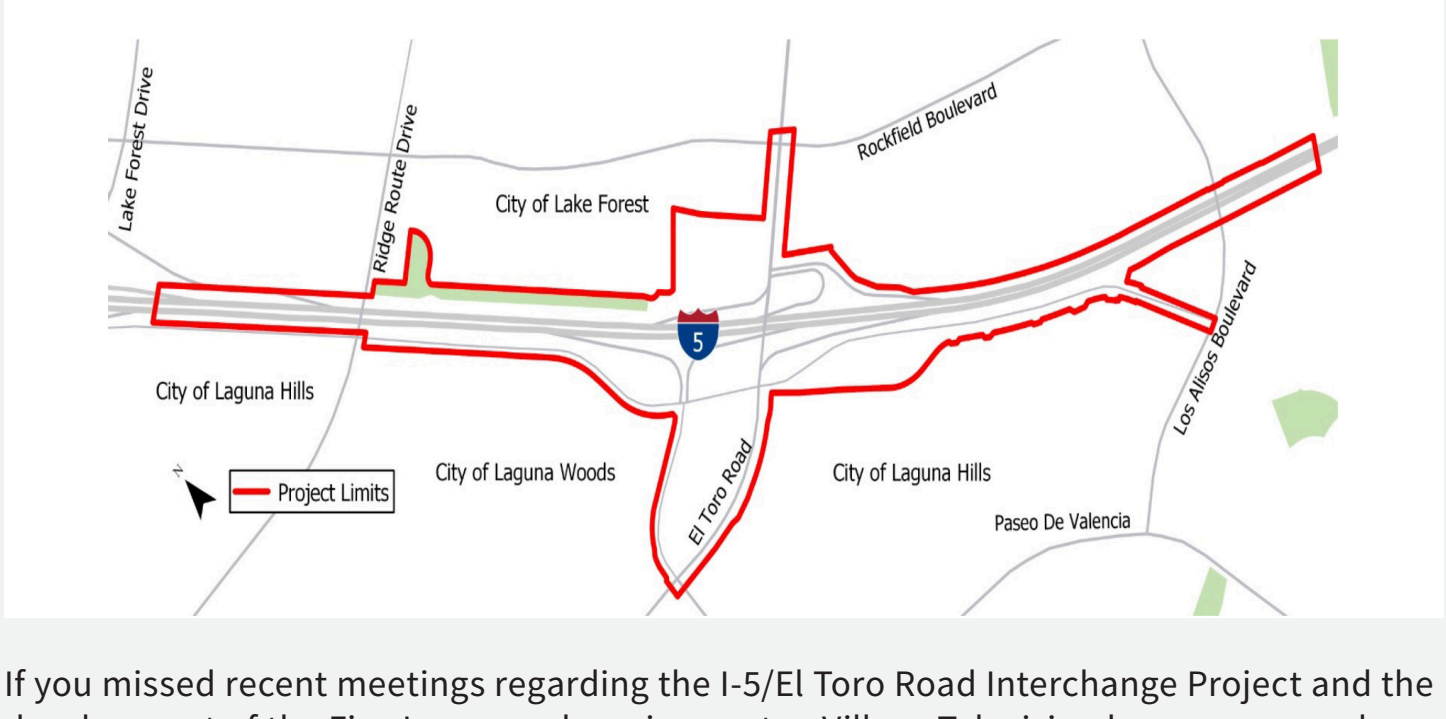 Lake Forest Drive
Ridge Route Drive
Rockfield Boulevard
City of Lake Forest
5
Los Alisos Boulevard
City of Laguna Hills
N
Project Limits
City of Laguna Woods
El Toro Road
City of Laguna Hills
Paseo De Valencia
If you missed recent meetings regarding the I-5/El Toro Road Interchange Project and the